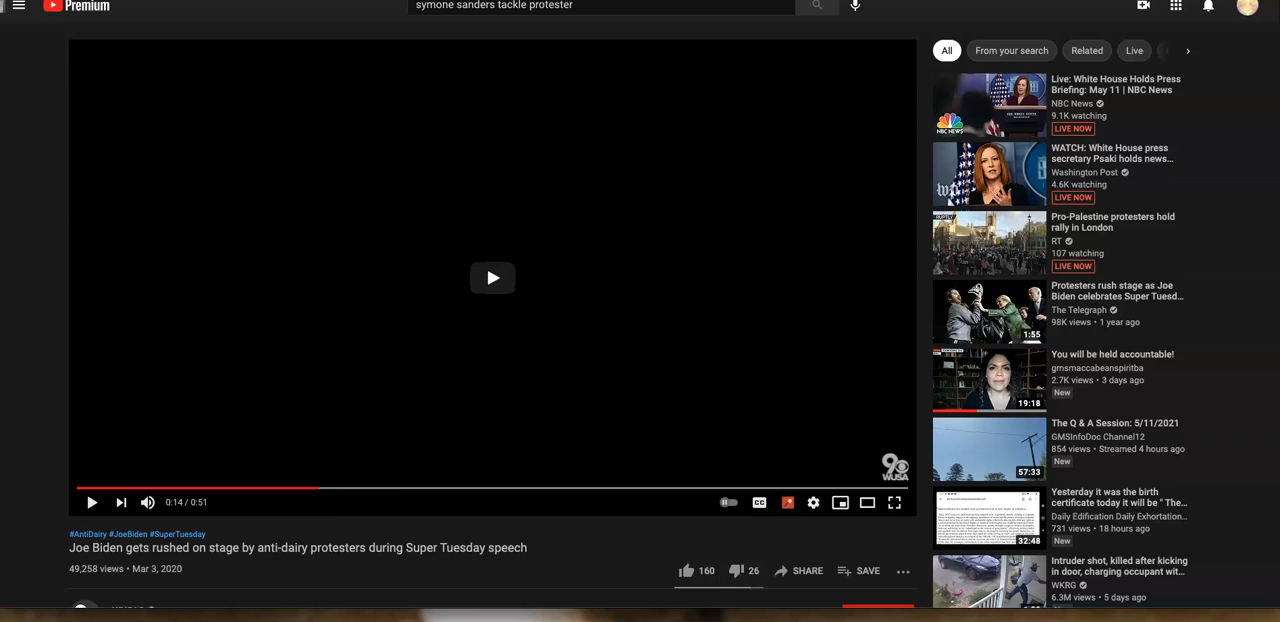 Premium
symone sanders tackle protester
All
From your search
Related
Live
Live: White House Holds Press
Briefing: May 11 | NBC News
NBC News
9.1K watching
LIVE NOW
NBC NEWS
WATCH: White House press
secretary Psaki holds news...
Washington Post
4.6K watching
LIVE NOW
Pro-Palestine protesters hold
rally in London
RT
107 watching
LIVE NOW
Protesters rush stage as Joe
Biden celebrates Super Tuesd...
The Telegraph
98K views • 1 year ago
1:55
You will be held accountable!
gmsmaccabeanspiritba
2.7K views • 3 days ago
New
19:18
The Q & A Session: 5/11/2021
GMSInfoDoc Channel12
854 views • Streamed 4 hours ago
New
57:33
Yesterday it was the birth
certificate today it will be " The...
Daily Edification Daily Exhortation...
731 views • 18 hours ago
New
32:48
Intruder shot, killed after kicking
in door, charging occupant wit...
WKRG
6.3M views • 5 days ago
9
WUSA
0:14 / 0:51
CC
#AntiDairy #JoeBiden #SuperTuesday
Joe Biden gets rushed on stage by anti-dairy protesters during Super Tuesday speech
49,258 views • Mar 3, 2020
160
26
SHARE
SAVE